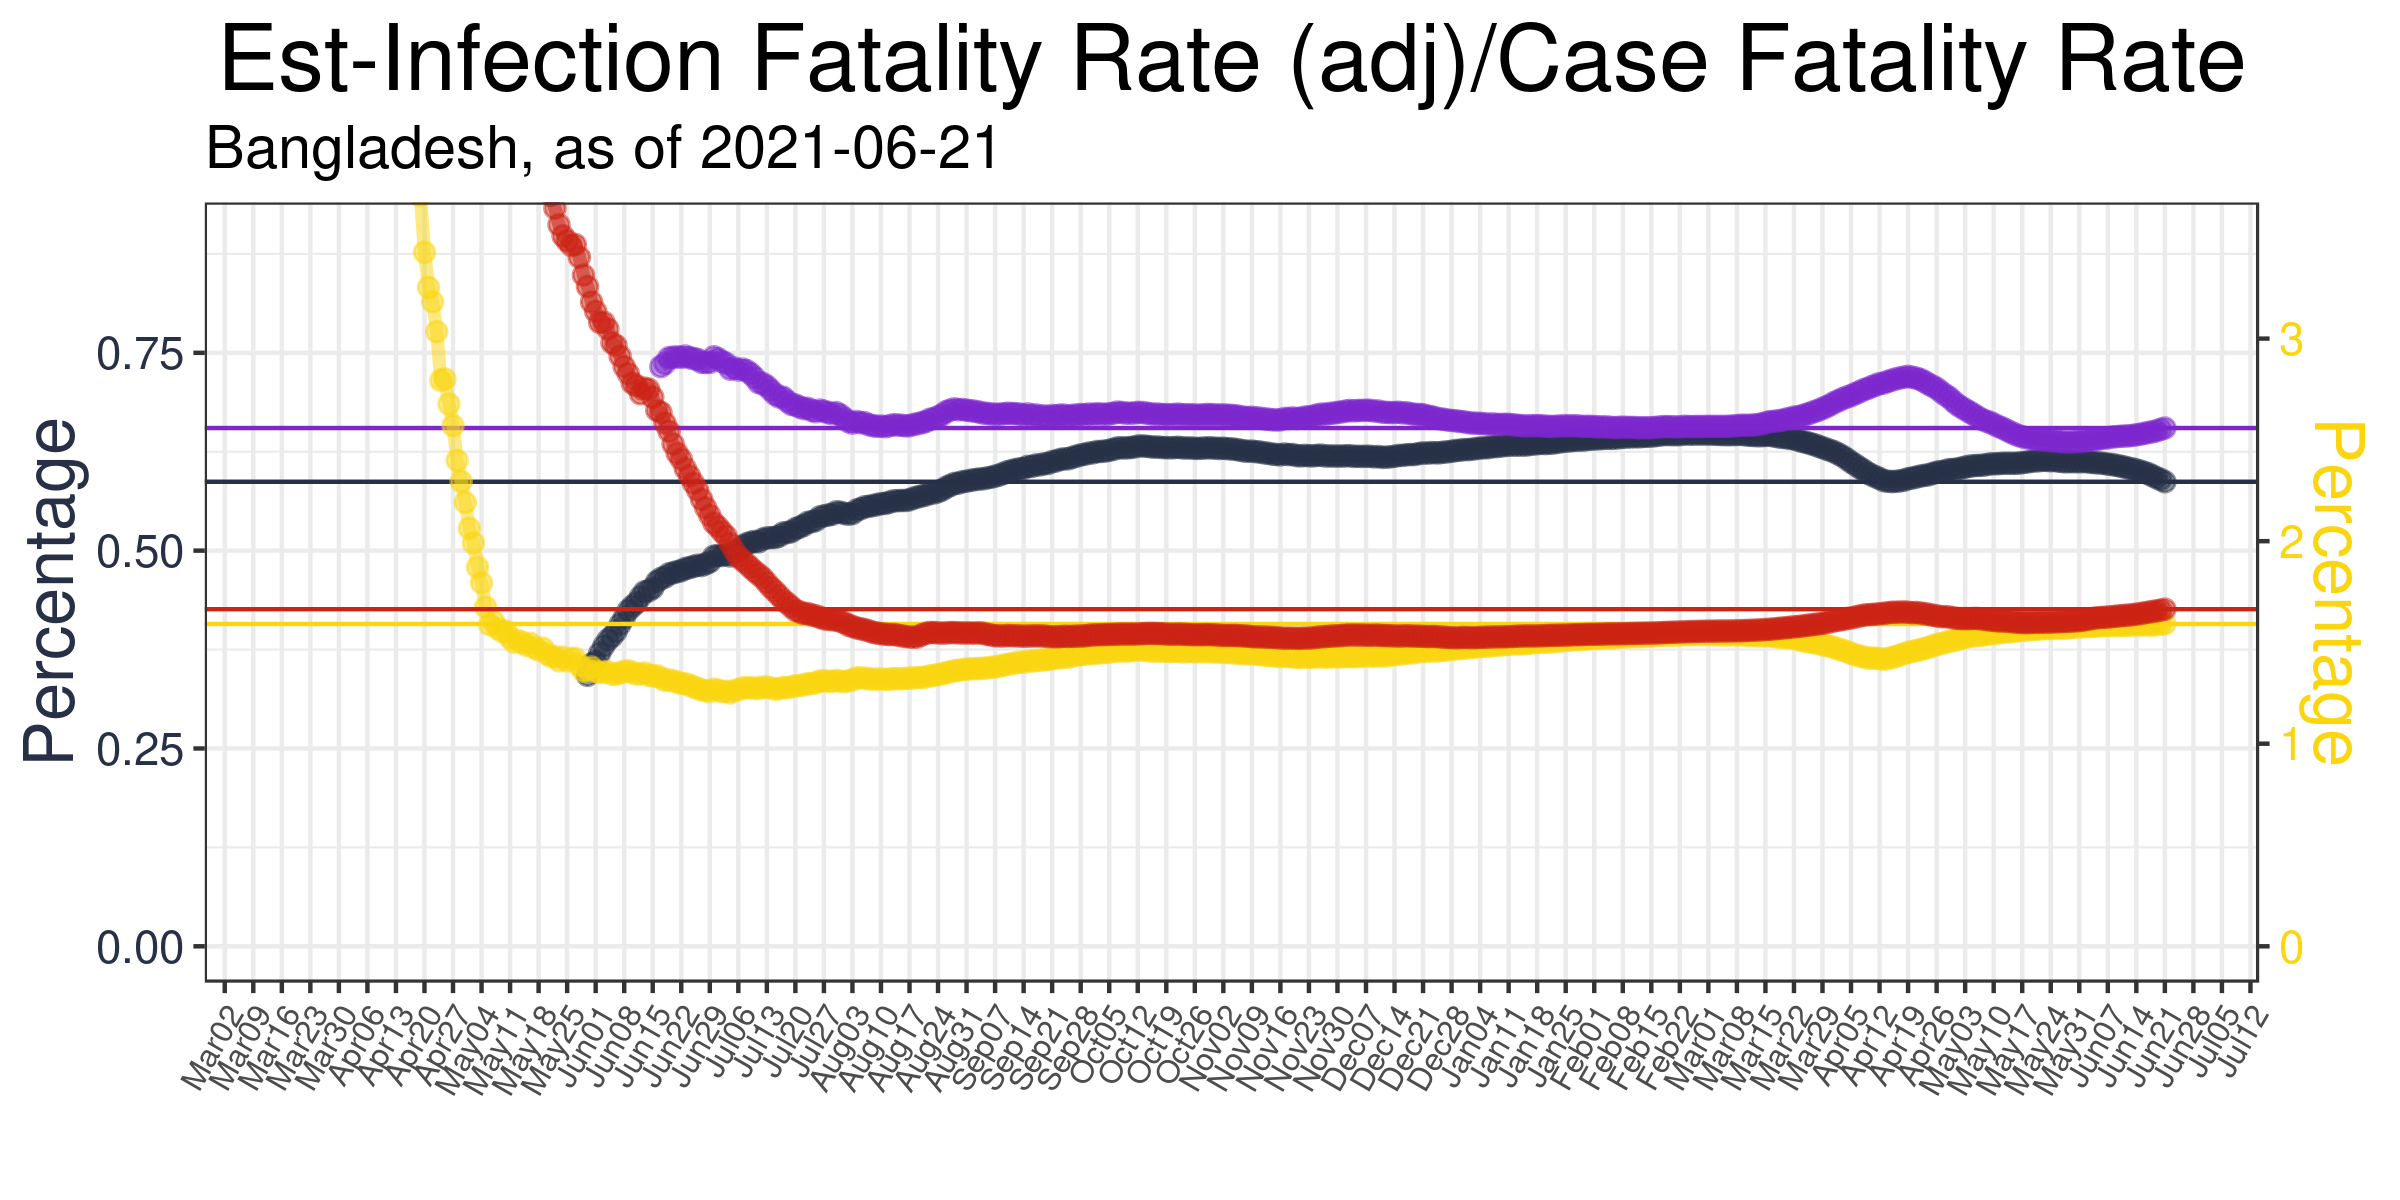 Est-Infection Fatality Rate (adj)/Case Fatality Rate
Bangladesh, as of 2021-06-21
Percentage
0.75
0.50
0.25
0.00
3
2
1
0
Percentage
Mar02
Mar09
Mar16
Mar23
Mar30
Apr06
Apr13
Apr20
Apr27
May04
May11
May18
May25
Jun01
Jun08
Jun15
Jun22
Jun29
Jul06
Jul13
Jul20
Jul27
Aug03
Aug10
Aug17
Aug24
Aug31
Sep07
Sep14
Sep21
Sep28
Oct05
Oct12
Oct19
Oct26
Nov02
Nov09
Nov16
Nov23
Nov30
Dec07
Dec14
Dec21
Dec28
Jan04
Jan11
Jan18
Jan25
Feb01
Feb08
Feb15
Feb22
Mar01
Mar08
Mar15
Mar22
Mar29
Apr05
Apr12
Apr19
Apr26
May03
May10
May17
May24
May31
Jun07
Jun14
Jun21
Jun28
Jul05
Jul12